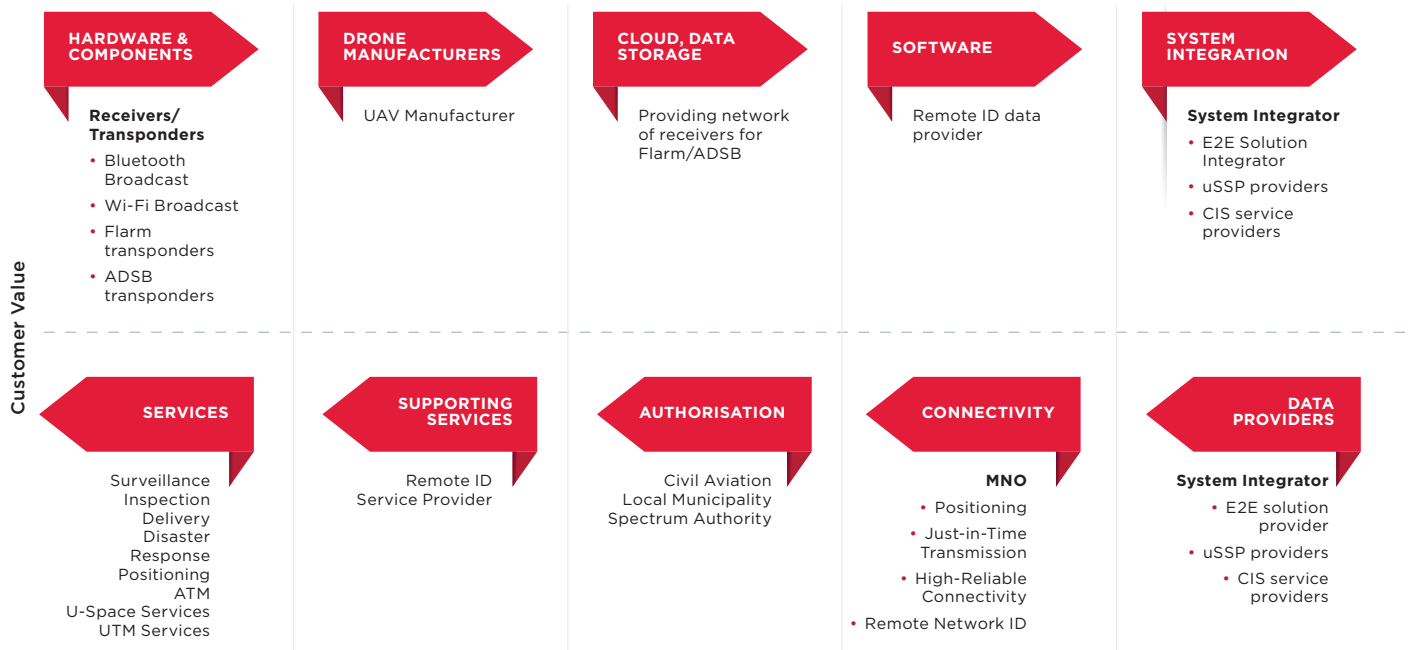 Customer Value
HARDWARE &
COMPONENTS
Receivers/
Transponders
• Bluetooth
Broadcast
• Wi-Fi Broadcast
• Flarm
transponders
• ADSB
transponders
DRONE
MANUFACTURERS
UAV Manufacturer
CLOUD, DATA
STORAGE
Providing network
of receivers for
Flarm/ADSB
SOFTWARE
Remote ID data
provider
SYSTEM
INTEGRATION
System Integrator
• E2E Solution
Integrator
• uSSP providers
• CIS service
providers
SERVICES
Surveillance
Inspection
Delivery
Disaster
Response
Positioning
ATM
U-Space Services
UTM Services
SUPPORTING
SERVICES
Remote ID
Service Provider
AUTHORISATION
Civil Aviation
Local Municipality
Spectrum Authority
CONNECTIVITY
MNO
• Positioning
• Just-in-Time
Transmission
• High-Reliable
Connectivity
• Remote Network ID
DATA
PROVIDERS
System Integrator
• E2E solution
provider
• uSSP providers
• CIS service
providers